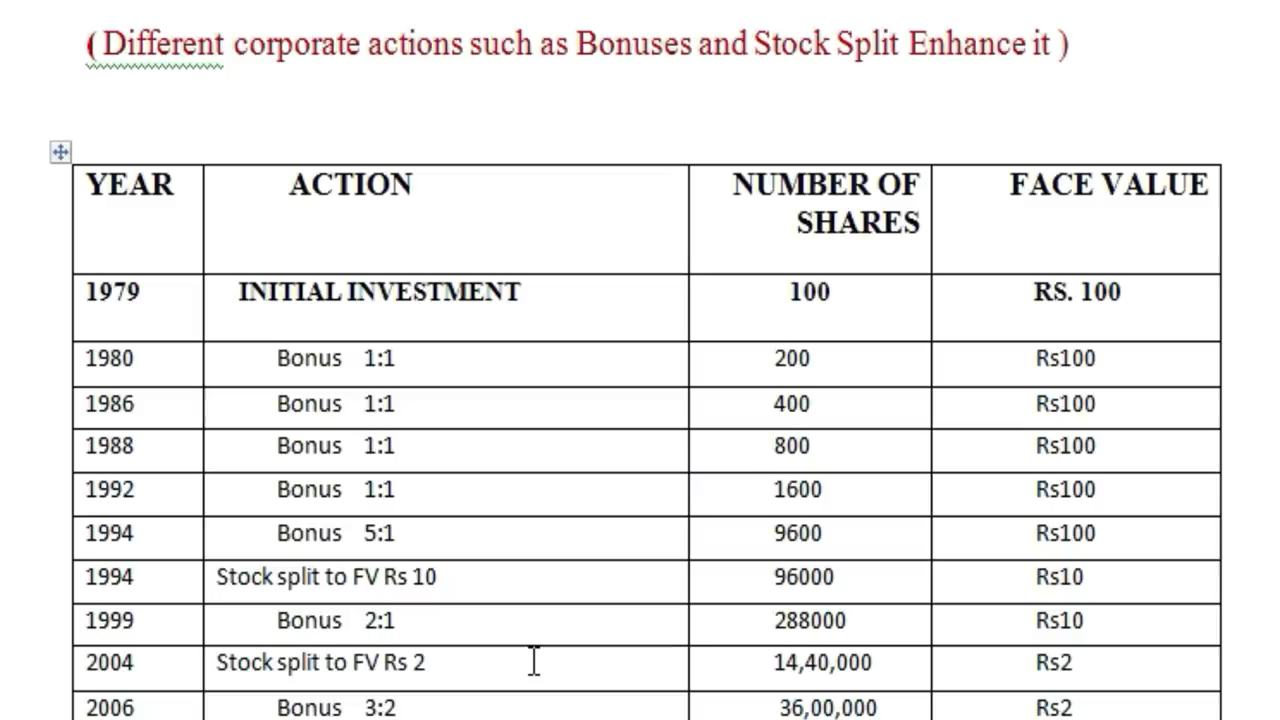 ( Different corporate actions such as Bonuses and Stock Split Enhance it )
YEAR ACTION NUMBER OF SHARES FACE VALUE
1979 INITIAL INVESTMENT 100 RS. 100
1980 Bonus 1:1 200 Rs100
1986 Bonus 1:1 400 Rs100
1988 Bonus 1:1 800 Rs100
1992 Bonus 1:1 1600 Rs100
1994 Bonus 5:1 9600 Rs100
1994 Stock split to FV Rs 10 96000 Rs10
1999 Bonus 2:1 288000 Rs10
2004 Stock split to FV Rs 2 14,40,000 Rs2
2006 Bonus 3:2 36,00,000 Rs2